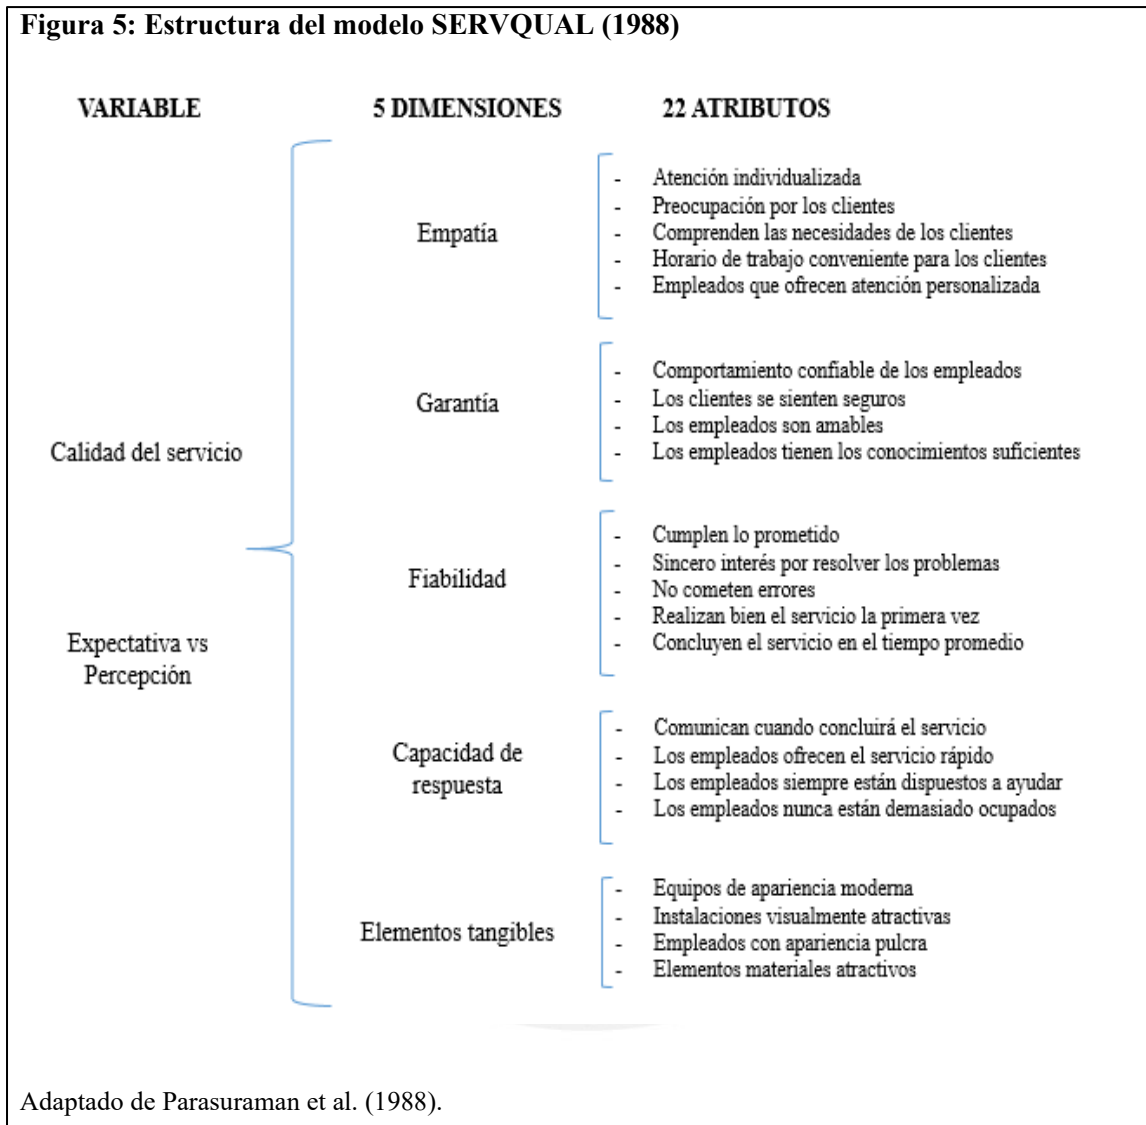 Figura 5: Estructura del modelo SERVQUAL (1988)
VARIABLE
5 DIMENSIONES
22 ATRIBUTOS
Calidad del servicio
Expectativa vs
Percepción
Empatía
- Atención individualizada
- Preocupación por los clientes
- Comprenden las necesidades de los clientes
- Horario de trabajo conveniente para los clientes
- Empleados que ofrecen atención personalizada
Garantía
- Comportamiento confiable de los empleados
- Los clientes se sienten seguros
- Los empleados son amables
- Los empleados tienen los conocimientos suficientes
Fiabilidad
- Cumplen lo prometido
- Sincero interés por resolver los problemas
- No cometen errores
- Realizan bien el servicio la primera vez
- Concluyen el servicio en el tiempo promedio
Capacidad de
respuesta
- Comunican cuando concluirá el servicio
- Los empleados ofrecen el servicio rápido
- Los empleados siempre están dispuestos a ayudar
- Los empleados nunca están demasiado ocupados
Elementos tangibles
- Equipos de apariencia moderna
- Instalaciones visualmente atractivas
- Empleados con apariencia pulcra
- Elementos materiales atractivos
Adaptado de Parasuraman et al. (1988).